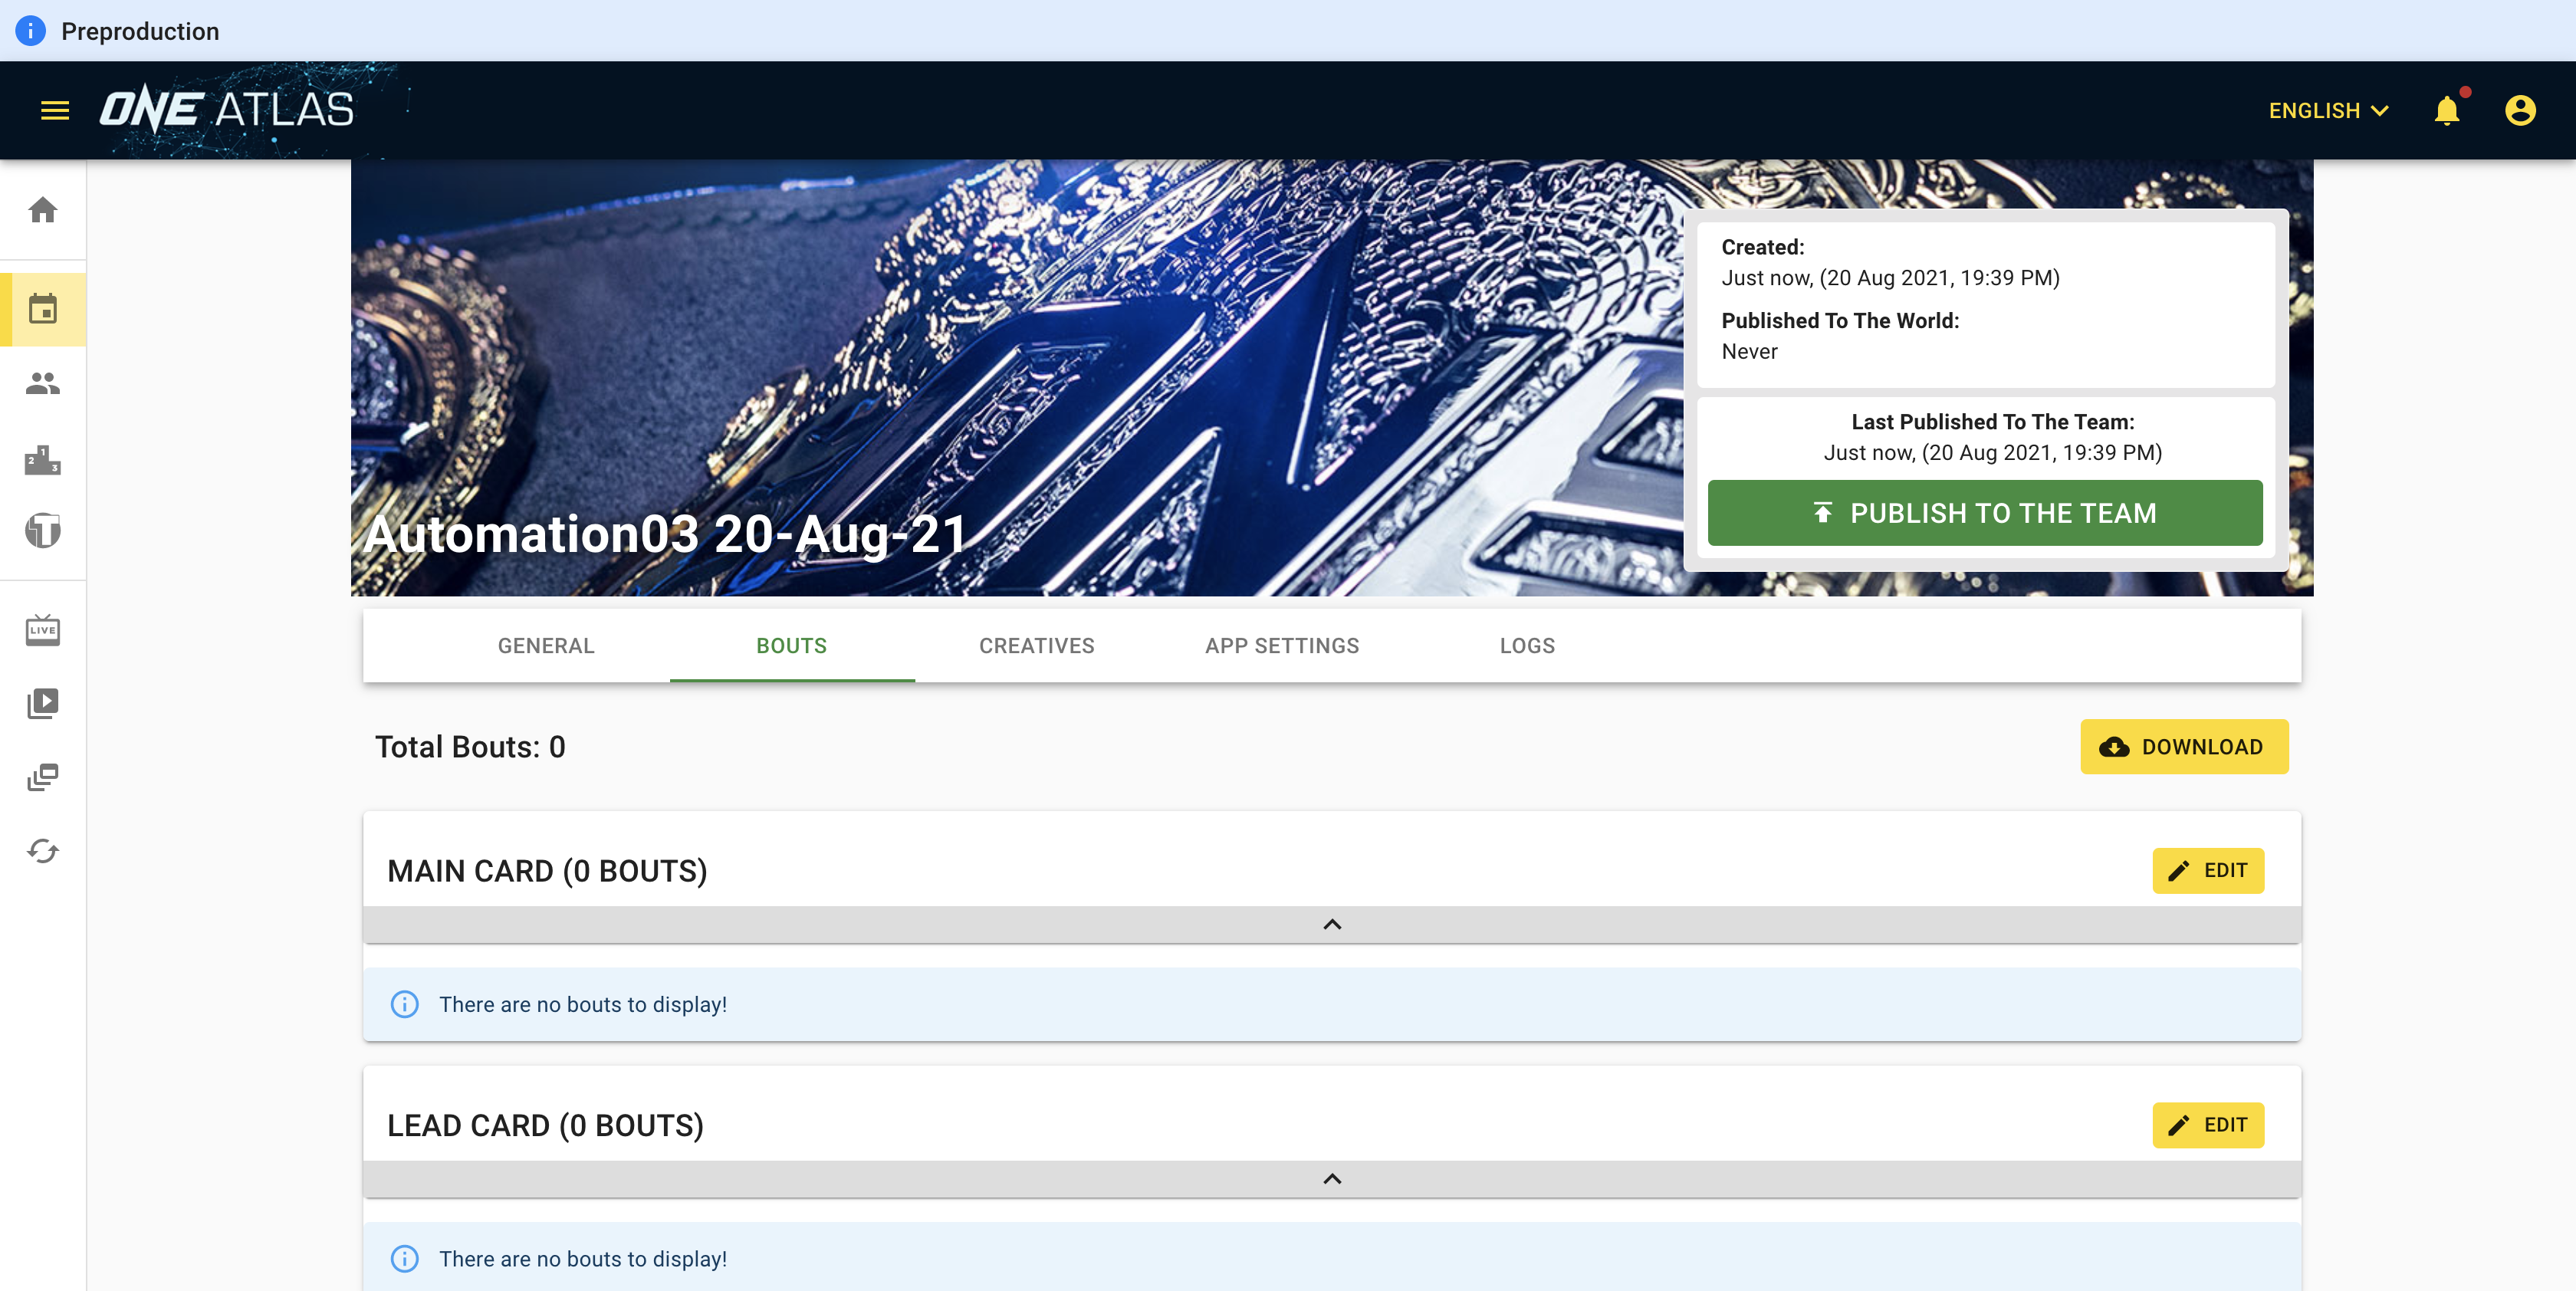 Preproduction
ONE ATLAS
ENGLISH
Created:
Just now, (20 Aug 2021, 19:39 PM)
Published To The World:
Never
Last Published To The Team:
Just now, (20 Aug 2021, 19:39 PM)
PUBLISH TO THE TEAM
Automation03 20-Aug-21
2 1 3
T
LIVE
GENERAL BOUTS CREATIVES APP SETTINGS LOGS
Total Bouts: 0
DOWNLOAD
MAIN CARD (0 BOUTS)
EDIT
There are no bouts to display!
LEAD CARD (0 BOUTS)
EDIT
There are no bouts to display!